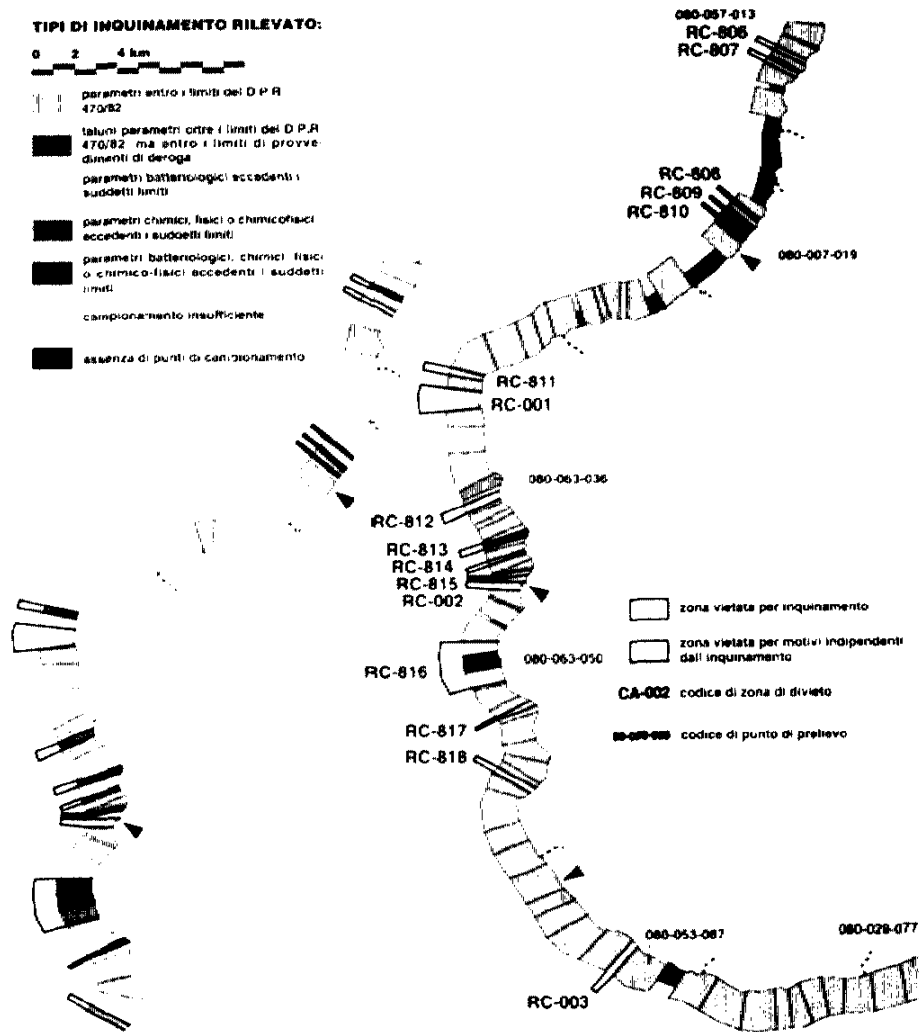 TIPI DI INQUINAMENTO RILEVATO:
0 2 4 km
parametri entro i limiti del D P R
470/82
taluni parametri oltre i limiti del D P.R
470/82 ma entro i limiti di provve
dimenti di deroga
parametri batteriologici eccedenti i
suddetti limiti
parametri chimici, fisici o chimicofisici
eccedenti i suddetti limiti
parametri batteriologici, chimici fisici
o chimico-fisici eccedenti i suddetti
limiti
campionamento insufficiente
assenza di punti di campionamento
080-057-013
RC-806
RC-807
RC-808
RC-809
RC-810
080-007-019
RC-811
RC-001
080-063-036
RC-812
RC-813
RC-814
RC-815
RC-002
080-063-050
RC-816
RC-817
RC-818
zona vietata per inquinamento
zona vietata per motivi indipendenti
dall inquinamento
CA-002 codice di zona di divieto
codice di punto di prelievo
080-053-067
080-029-077
RC-003